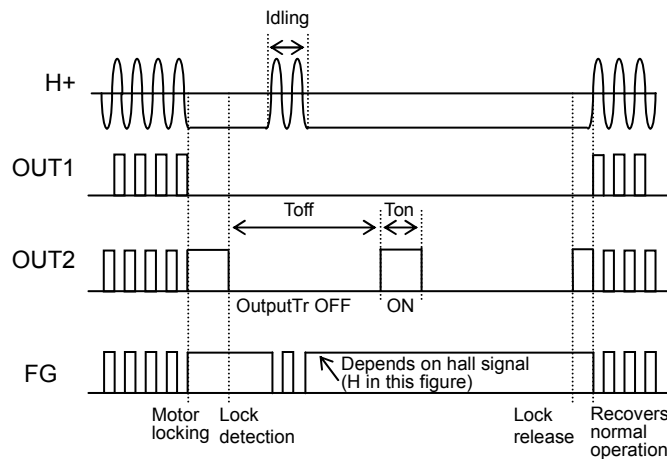 Idling
H+
OUT1
Toff
Ton
OUT2
OutputTr OFF
ON
FG
Depends on hall signal
(H in this figure)
Motor
locking
Lock
detection
Lock
release
Recovers
normal
operation